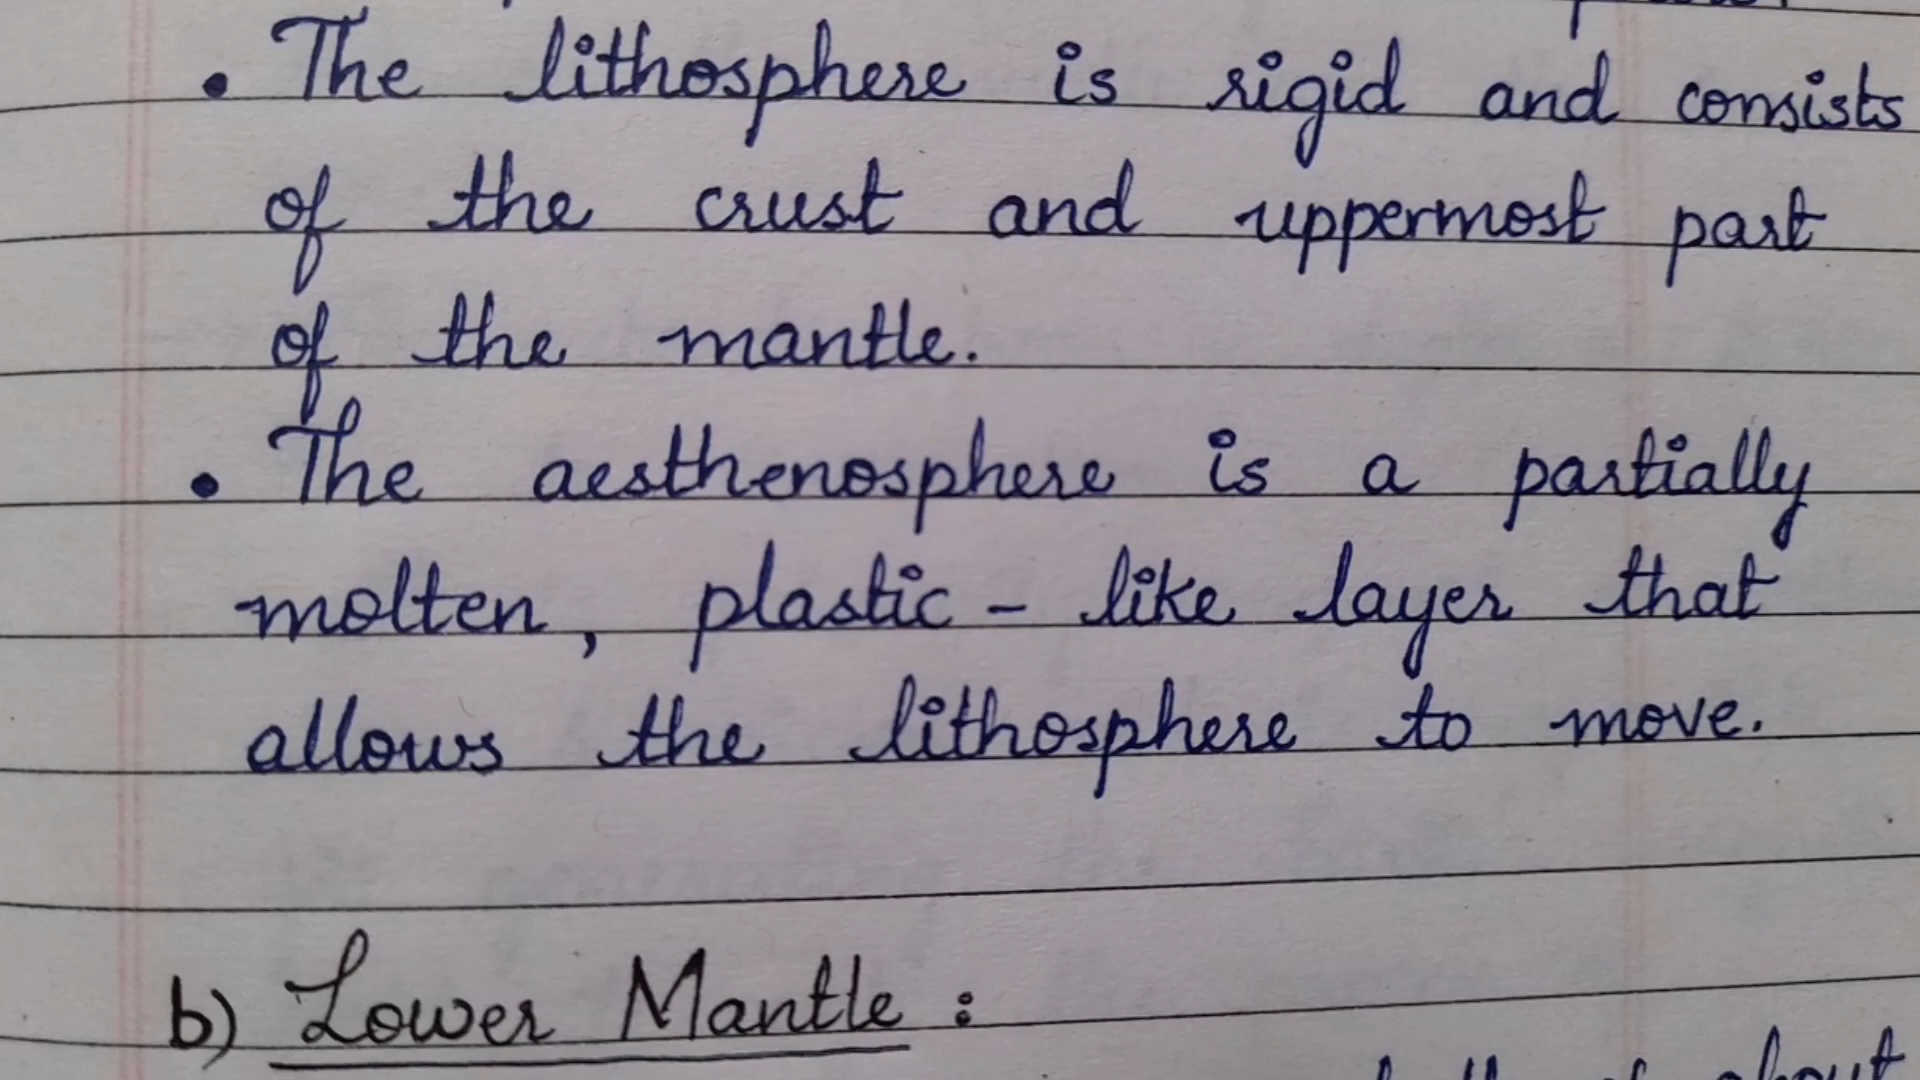 • The lithosphere is rigid and consists
of the crust and uppermost part
of the mantle.
• The aesthenosphere is a partially
molten, plastic - like layer that
allows the lithosphere to move.
b) Lower Mantle :
about